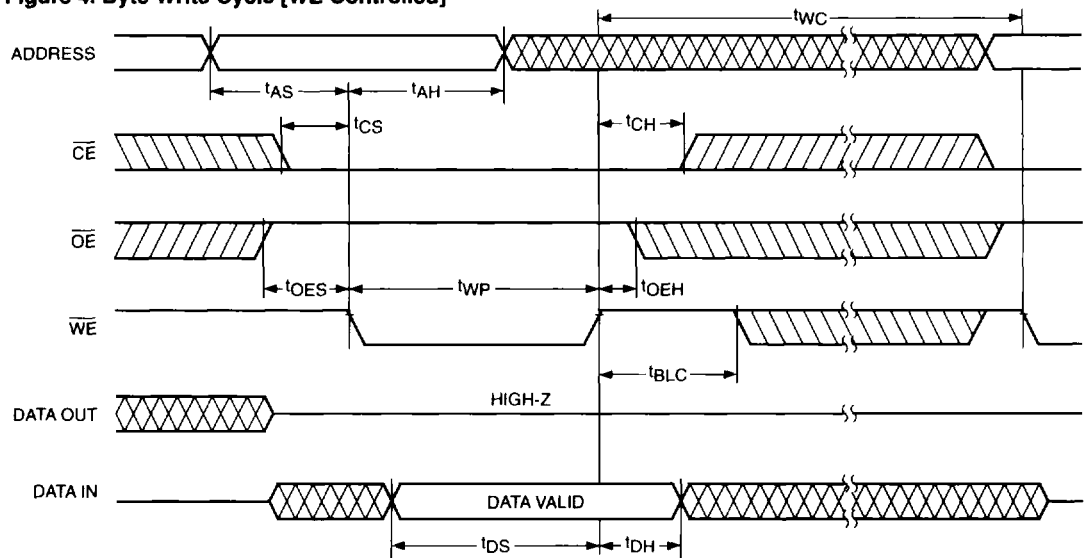 Figure 4. Byte Write Cycle [WE Controlled]
tWC
ADDRESS
tAS
tAH
tCS
tCH
CE
OE
tOES
tWP
tOEH
WE
tBLC
HIGH-Z
DATA OUT
DATA IN
DATA VALID
tDS
tDH